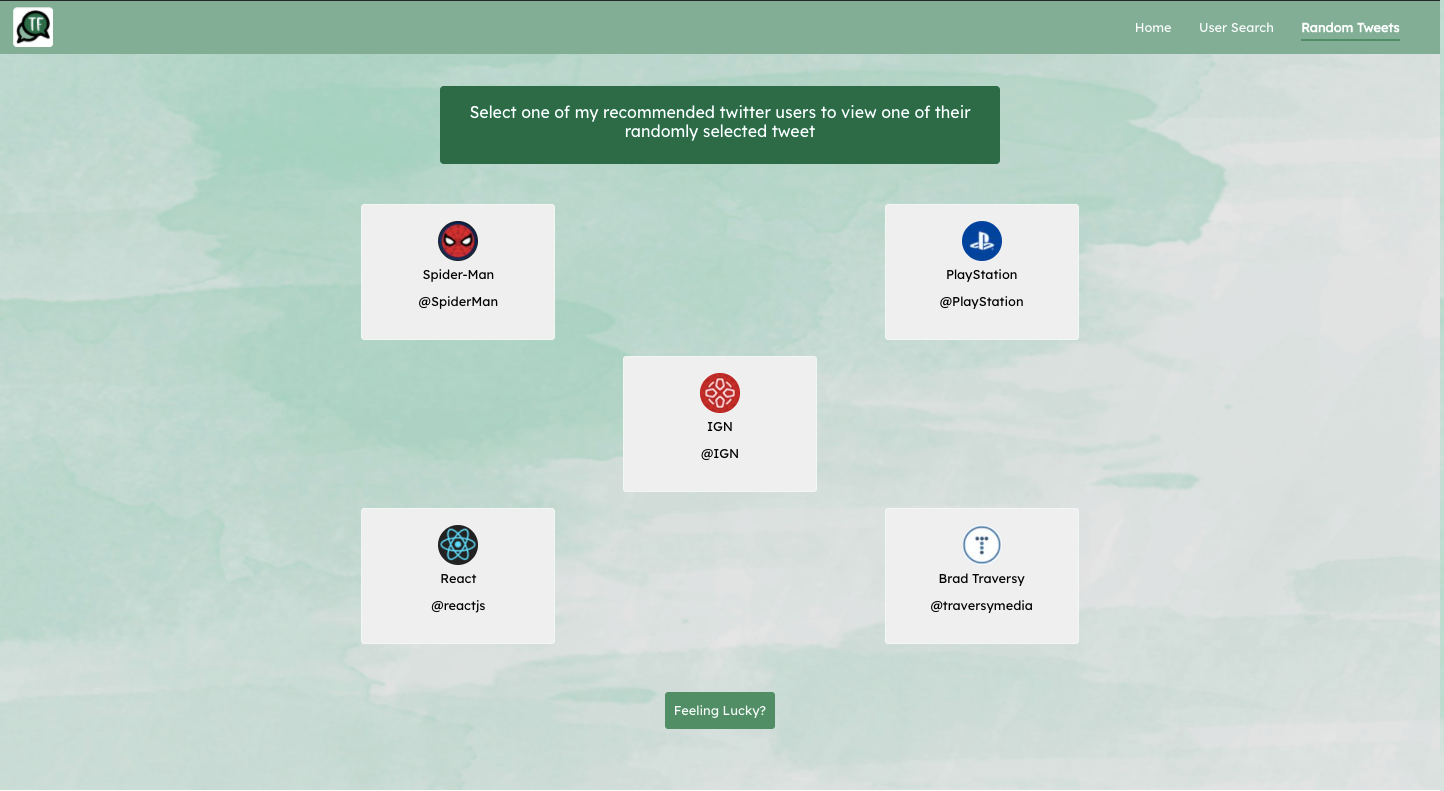 TF
Home
User Search
Random Tweets
Select one of my recommended twitter users to view one of their
randomly selected tweet
Spider-Man
@SpiderMan
PlayStation
@PlayStation
IGN
@IGN
React
@reactjs
Brad Traversy
@traversymedia
Feeling Lucky?